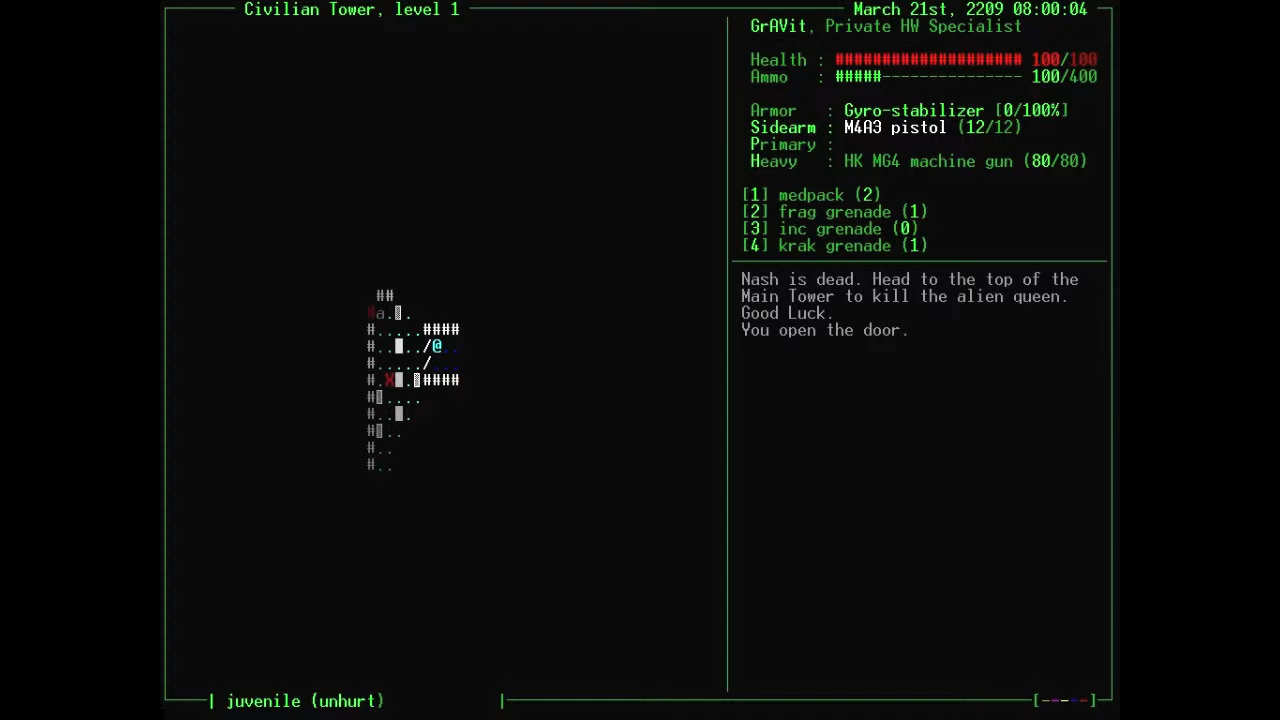 Civilian Tower, level 1
March 21st, 2209 08:00:04
GrAVit, Private HW Specialist
Health : #################### 100/100
Ammo : #####--------------- 100/400
Armor : Gyro-stabilizer [0/100%]
Sidearm : M4A3 pistol (12/12)
Primary :
Heavy : HK MG4 machine gun (80/80)
[1] medpack (2)
[2] frag grenade (1)
[3] inc grenade (0)
[4] krak grenade (1)
Nash is dead. Head to the top of the
Main Tower to kill the alien queen.
Good Luck.
You open the door.
##
#a.▯.
#.....####
#..█../@..
#...../...
#.X█.▯####
#▯....
#..█.
#▯..
#..
#..
| juvenile (unhurt) |
[-----]